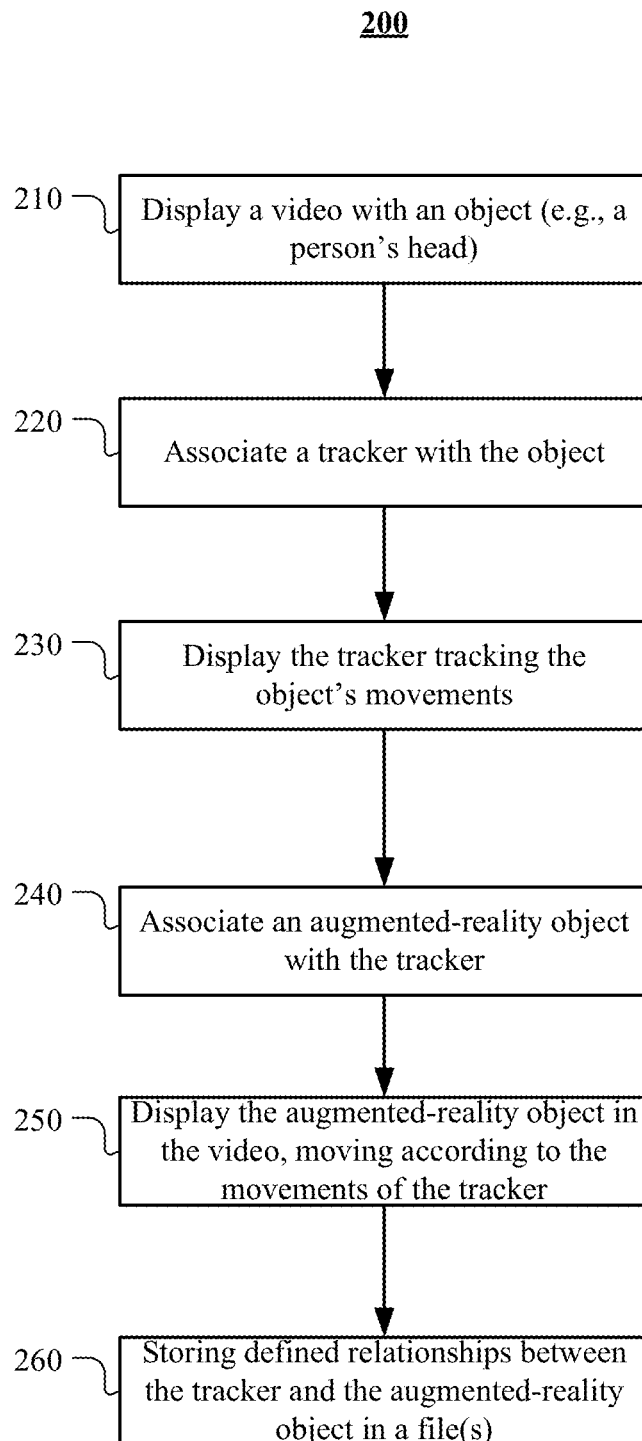 200
210
Display a video with an object (e.g., a
person's head)
220
Associate a tracker with the object
230
Display the tracker tracking the
object's movements
240
Associate an augmented-reality object
with the tracker
250
Display the augmented-reality object in
the video, moving according to the
movements of the tracker
260
Storing defined relationships between
the tracker and the augmented-reality
object in a file(s)